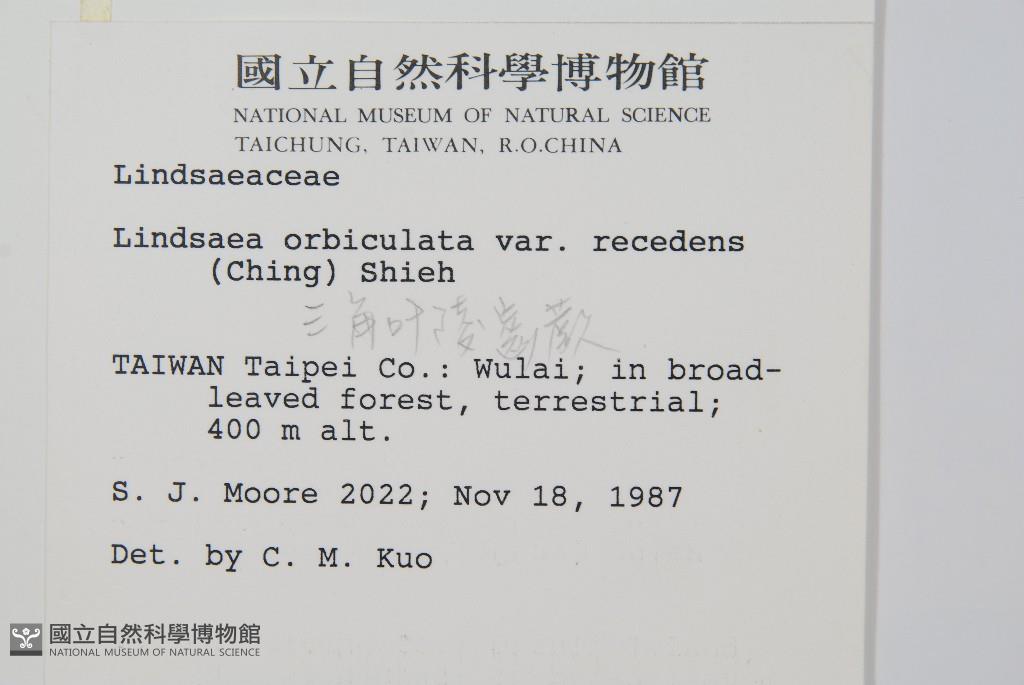 國立自然科學博物館
NATIONAL MUSEUM OF NATURAL SCIENCE
TAICHUNG, TAIWAN, R.O.CHINA
Lindsaeaceae
Lindsaea orbiculata var. recedens
(Ching) Shieh
三角叶陵齒蕨
TAIWAN Taipei Co.: Wulai; in broad-
leaved forest, terrestrial;
400 m alt.
S. J. Moore 2022; Nov 18, 1987
Det. by C. M. Kuo
國立自然科學博物館
NATIONAL MUSEUM OF NATURAL SCIENCE